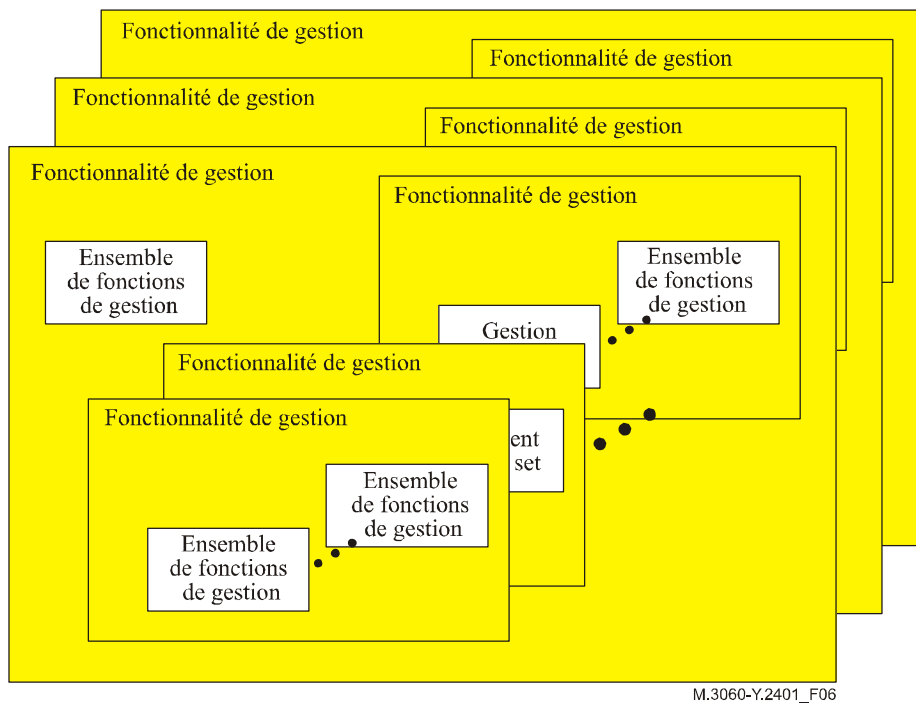 Fonctionnalité de gestion
Fonctionnalité de gestion
Fonctionnalité de gestion
Fonctionnalité de gestion
Fonctionnalité de gestion
Fonctionnalité de gestion
Ensemble
de fonctions
de gestion
Ensemble
de fonctions
de gestion
Gestion
Fonctionnalité de gestion
Fonctionnalité de gestion
ent
set
Ensemble
de fonctions
de gestion
Ensemble
de fonctions
de gestion
M.3060-Y.2401_F06